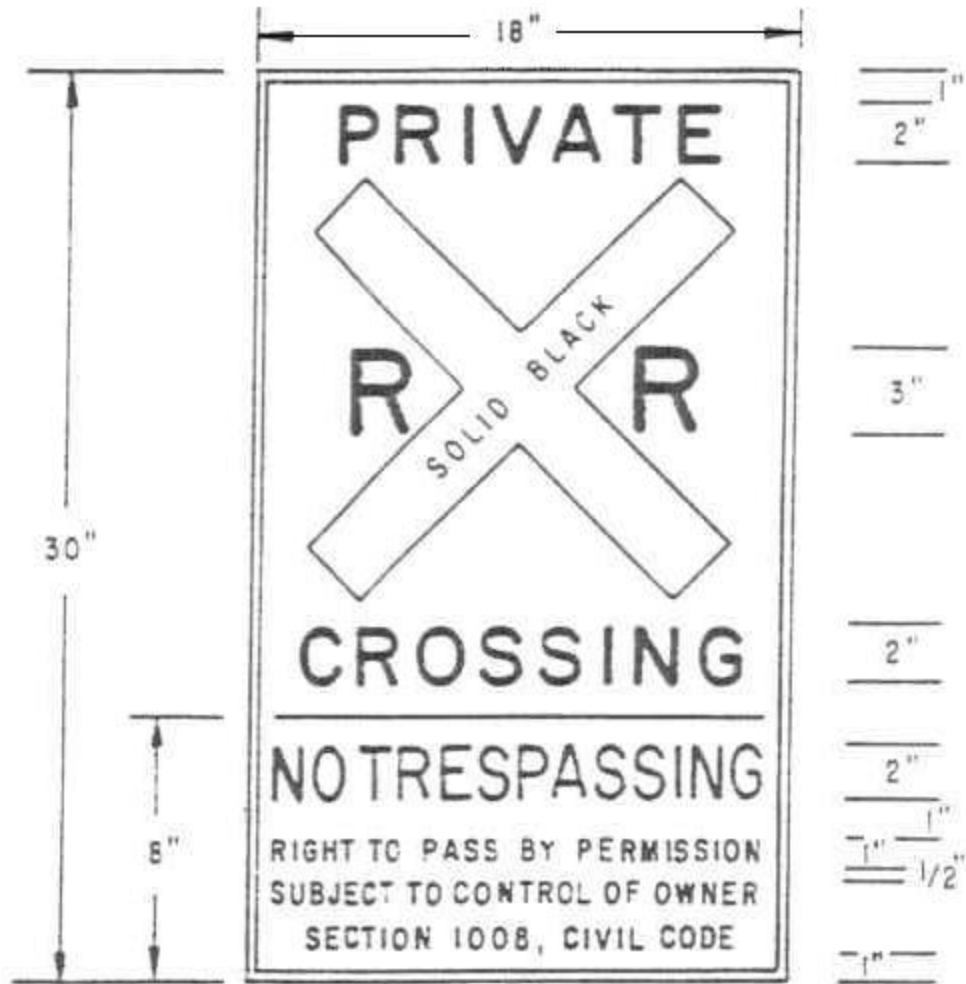 18"
1"
PRIVATE
2"
SOLID BLACK
R R
3"
30"
CROSSING
2"
NO TRESPASSING
2"
1"
8"
RIGHT TO PASS BY PERMISSION
1"
1/2"
SUBJECT TO CONTROL OF OWNER
SECTION 1008, CIVIL CODE
1"